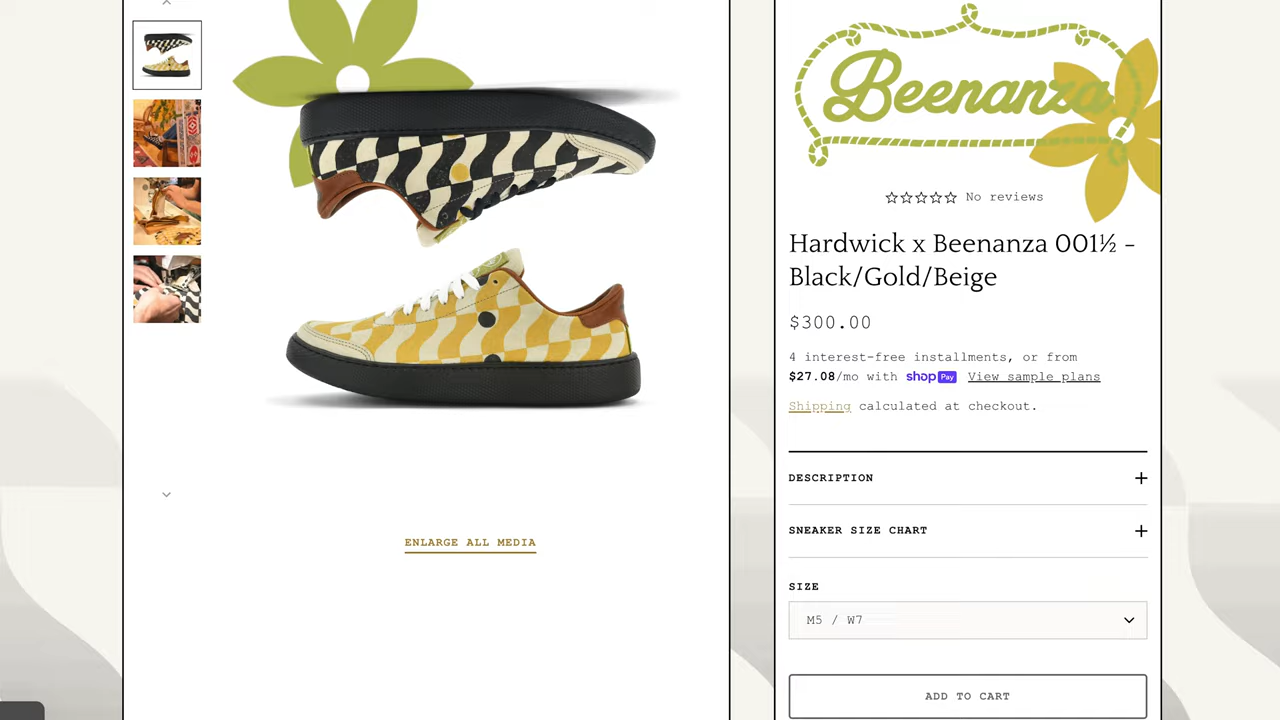 Beenanza
No reviews
Hardwick x Beenanza 001½ –
Black/Gold/Beige
$300.00
4 interest-free installments, or from
$27.08/mo with shop Pay View sample plans
Shipping calculated at checkout.
DESCRIPTION
SNEAKER SIZE CHART
SIZE
M5 / W7
ADD TO CART
ENLARGE ALL MEDIA